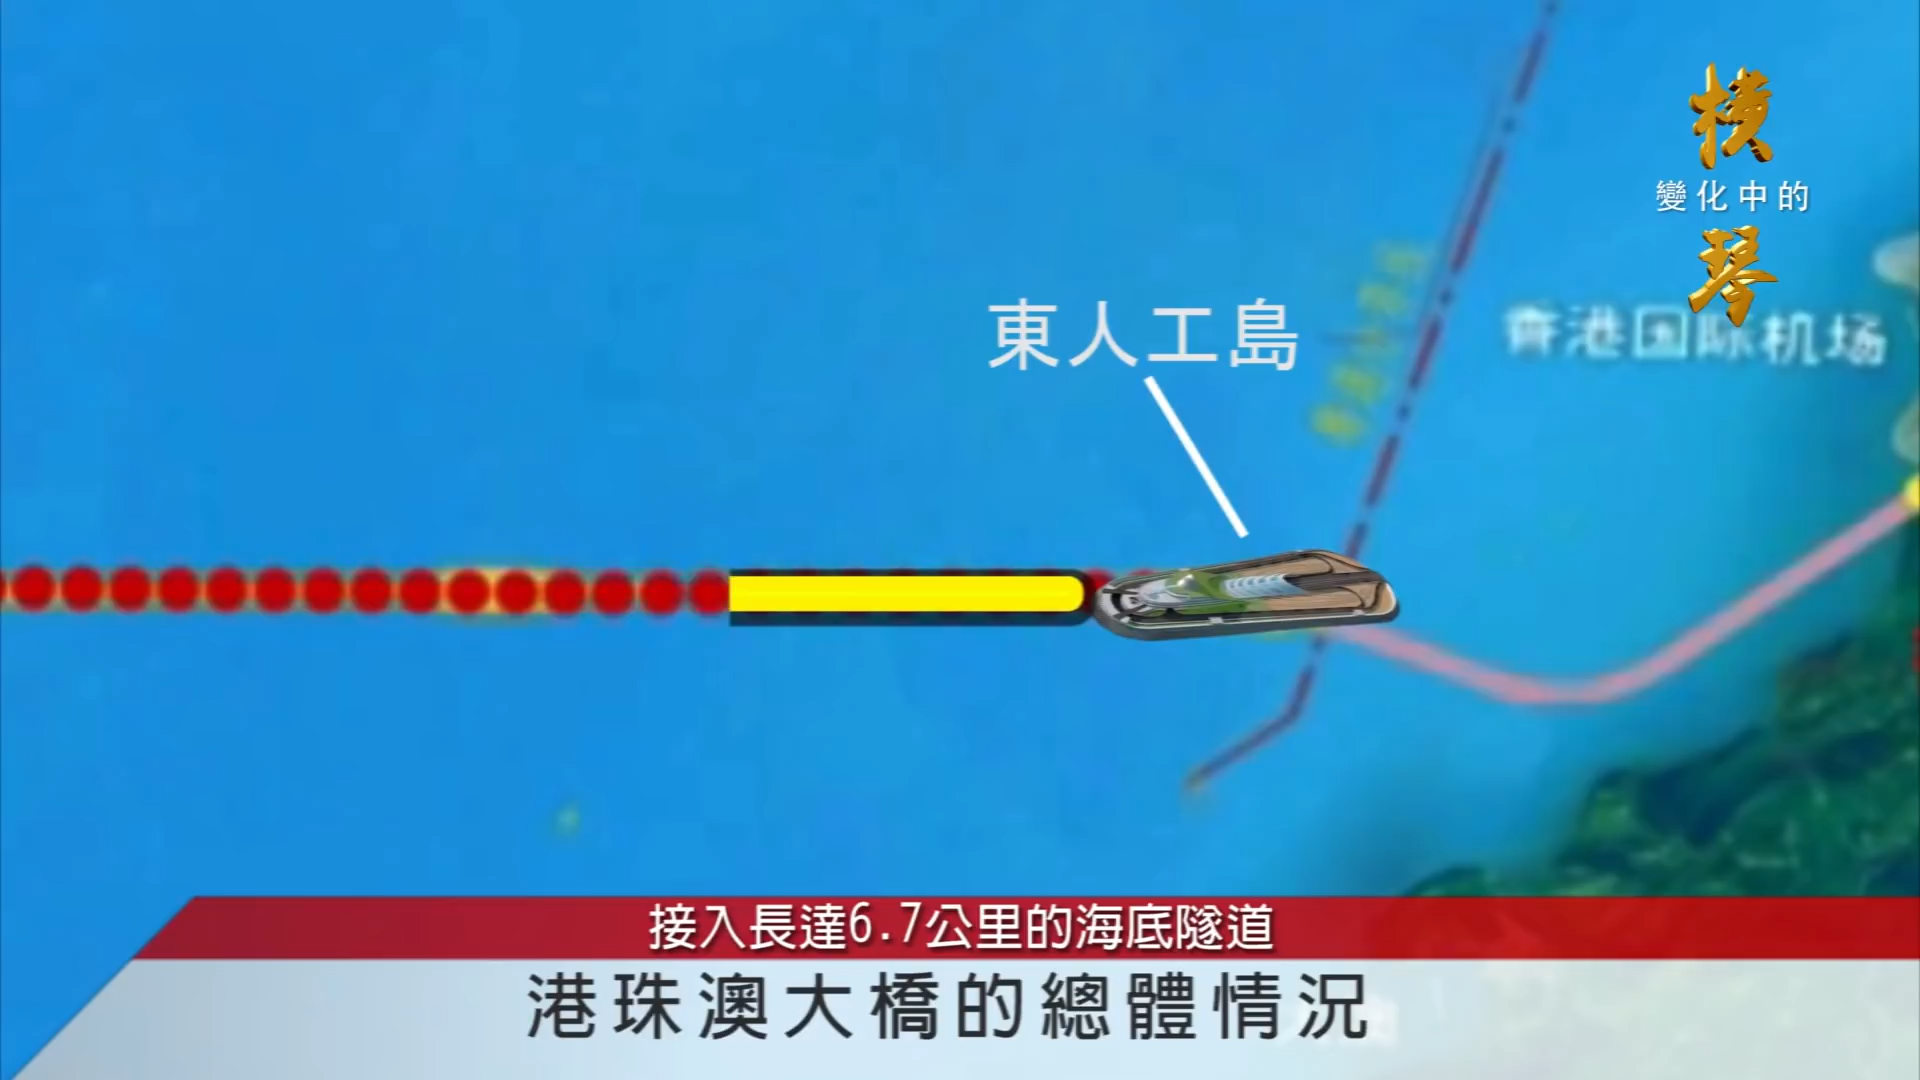 橫
變化中的
琴
東人工島
香港国际机场
接入長達6.7公里的海底隧道
港珠澳大橋的總體情況